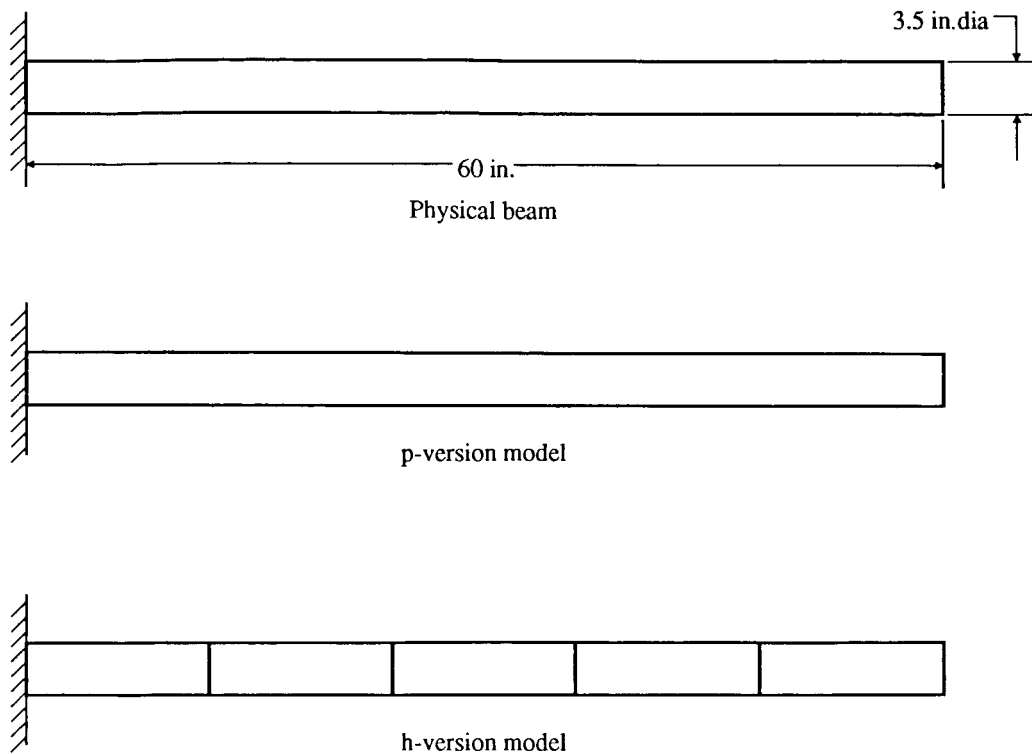 3.5 in.dia
60 in.
Physical beam
p-version model
h-version model